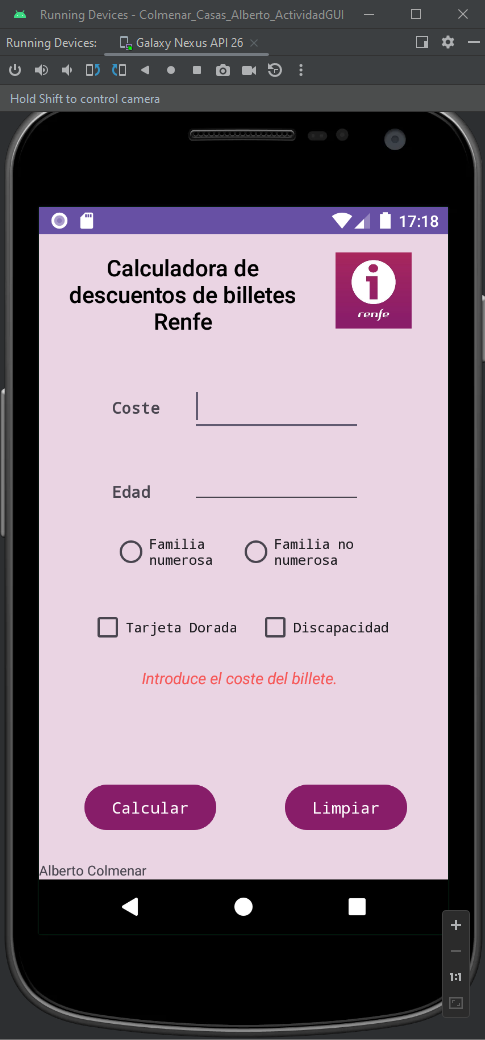 Running Devices - Colmenar_Casas_Alberto_ActividadGUI
Running Devices:
Galaxy Nexus API 26
Hold Shift to control camera
17:18
Calculadora de
descuentos de billetes
Renfe
i
renfe
Coste
Edad
Familia
numerosa
Familia no
numerosa
Tarjeta Dorada
Discapacidad
Introduce el coste del billete.
Calcular
Limpiar
Alberto Colmenar
1:1